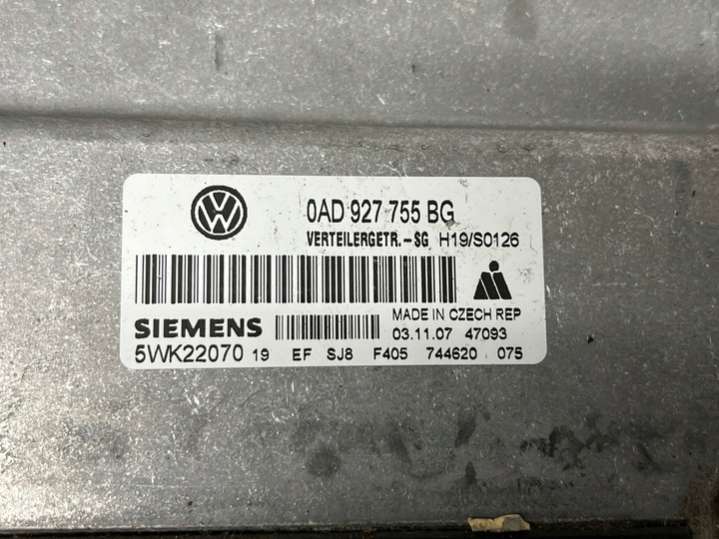 0AD 927 755 BG
VERTEILERGETR.-SG H19/S0126
MADE IN CZECH REP
SIEMENS 03.11.07 47093
5WK22070 19 EF SJ8 F405 744620 075